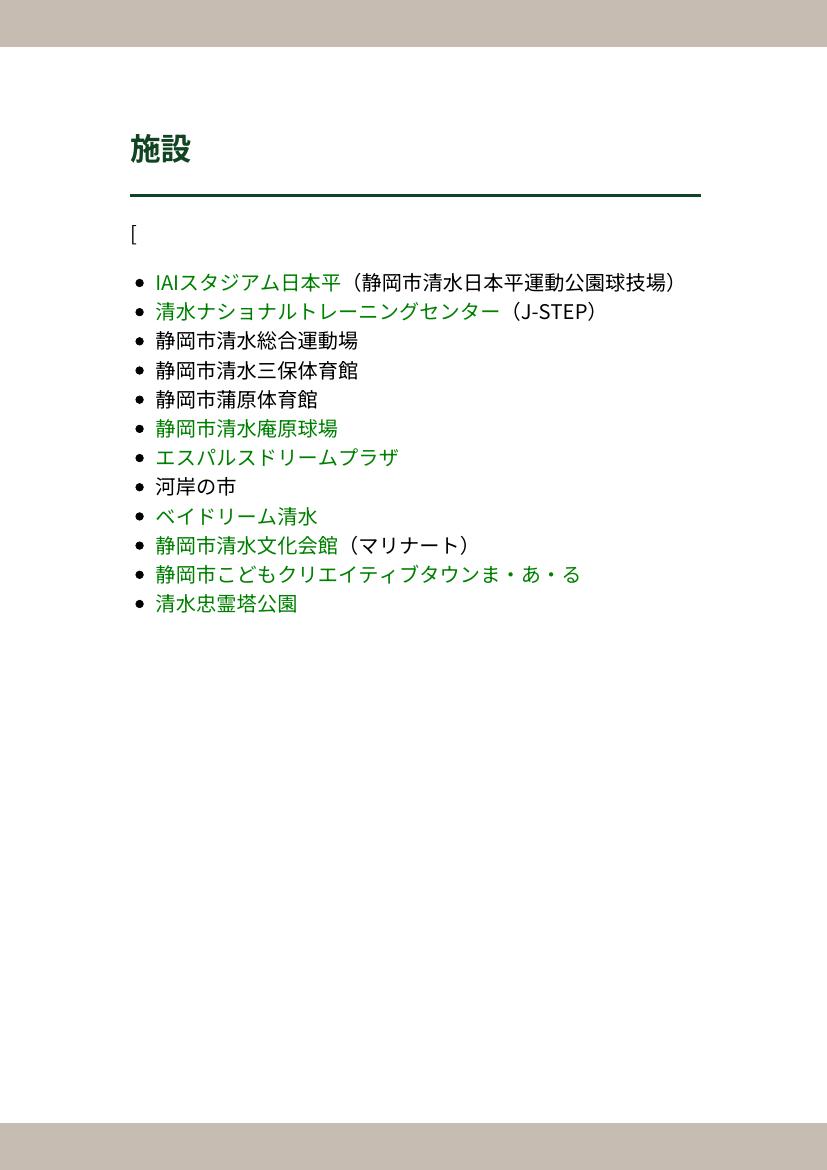 施設
[
• IAIスタジアム日本平（静岡市清水日本平運動公園球技場）
• 清水ナショナルトレーニングセンター（J-STEP）
• 静岡市清水総合運動場
• 静岡市清水三保体育館
• 静岡市蒲原体育館
• 静岡市清水庵原球場
• エスパルスドリームプラザ
• 河岸の市
• ベイドリーム清水
• 静岡市清水文化会館（マリナート）
• 静岡市こどもクリエイティブタウンま・あ・る
• 清水忠霊塔公園